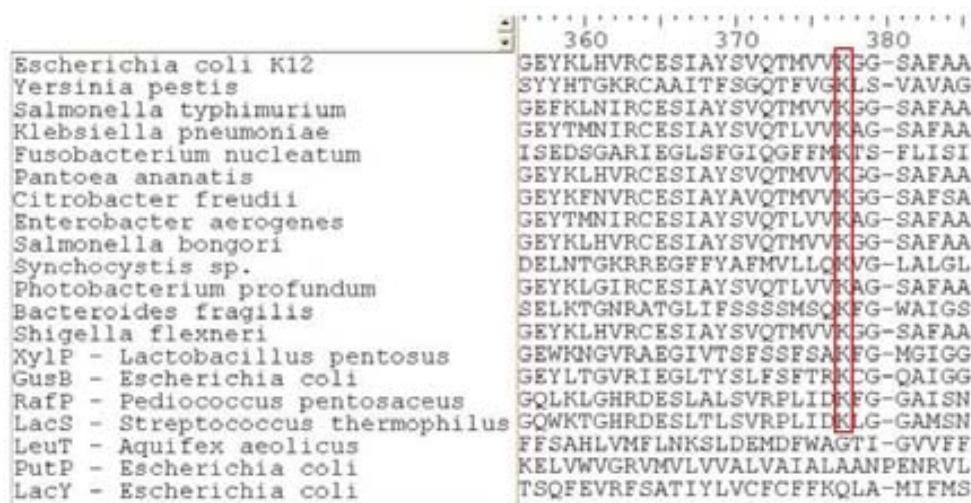 360 370 380
Escherichia coli K12 GEYKLHVRCESIAYSVQTMVVKGG-SAFAA
Yersinia pestis SYYHTGKRCAAITFSGQTFVGKLS-VAVAG
Salmonella typhimurium GEFKLNIRCESIAYSVQTMVVKGG-SAFAA
Klebsiella pneumoniae GEYTMNIRCESIAYSVQTLVVKAG-SAFAA
Fusobacterium nucleatum ISEDSGARIEGLSFGIQGFFMKTS-FLISI
Pantoea ananatis GEYKLHVRCESIAYSVQTMVVKGG-SAFAA
Citrobacter freudii GEYKFNVRCESIAYAVQTMVVKGG-SAFSA
Enterobacter aerogenes GEYTMNIRCESIAYSVQTLVVKAG-SAFAA
Salmonella bongori GEYKLHVRCESIAYSVQTMVVKGG-SAFAA
Synchocystis sp. DELNTGKRREGFFYAFMVLLQKVG-LALGL
Photobacterium profundum GEYKLGIRCESIAYSVQTLVVKAG-SAFAA
Bacteroides fragilis SELKTGNRATGLIFSSSSMSQKFG-WAIGS
Shigella flexneri GEYKLHVRCESIAYSVQTMVVKGG-SAFAA
XylP - Lactobacillus pentosus GEWKNGVRAEGIVTSFSSFSAKFG-MGIGG
GusB - Escherichia coli GEYLTGVRIEGLTYSLFSFTRKCG-QAIGG
RafP - Pediococcus pentosaceus GQLKLGHRDESLALSVRPLIDKFG-GAISN
LacS - Streptococcus thermophilus GQWKTGHRDESLTLSVRPLIDKLG-GAMSN
LeuT - Aquifex aeolicus FFSAHLVMFLNKSLDEMDFWAGTI-GVVFF
PutP - Escherichia coli KELVWVGRVMVLVVALVAIALAANPENRVL
LacY - Escherichia coli TSQFEVRFSATIYLVCFCFFKQLA-MIFMS